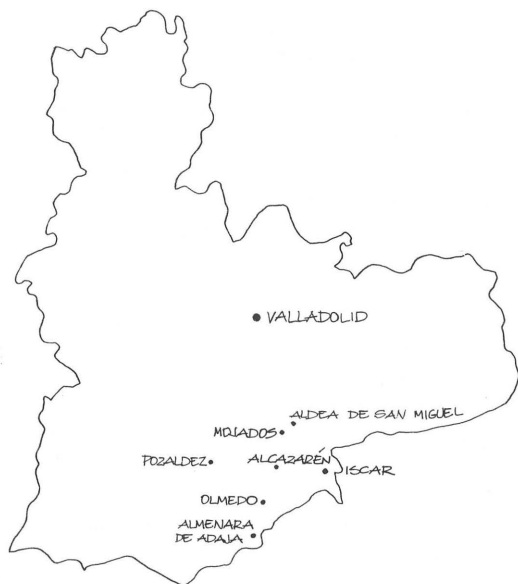 VALLADOLID
ALDEA DE SAN MIGUEL
MOJADOS
POZALDEZ
ALCAZARÉN
ISCAR
OLMEDO
ALMENARA
DE ADAJA